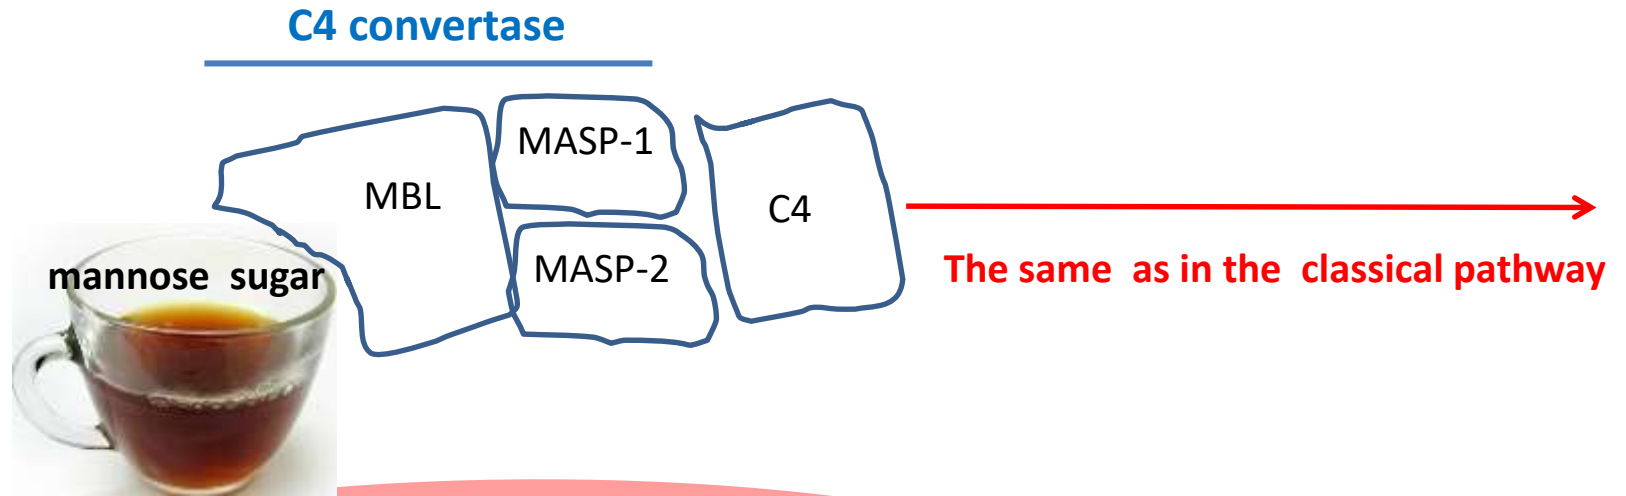 C4 convertase
MASP-1
MBL
C4
MASP-2
mannose  sugar
The same  as in the  classical pathway